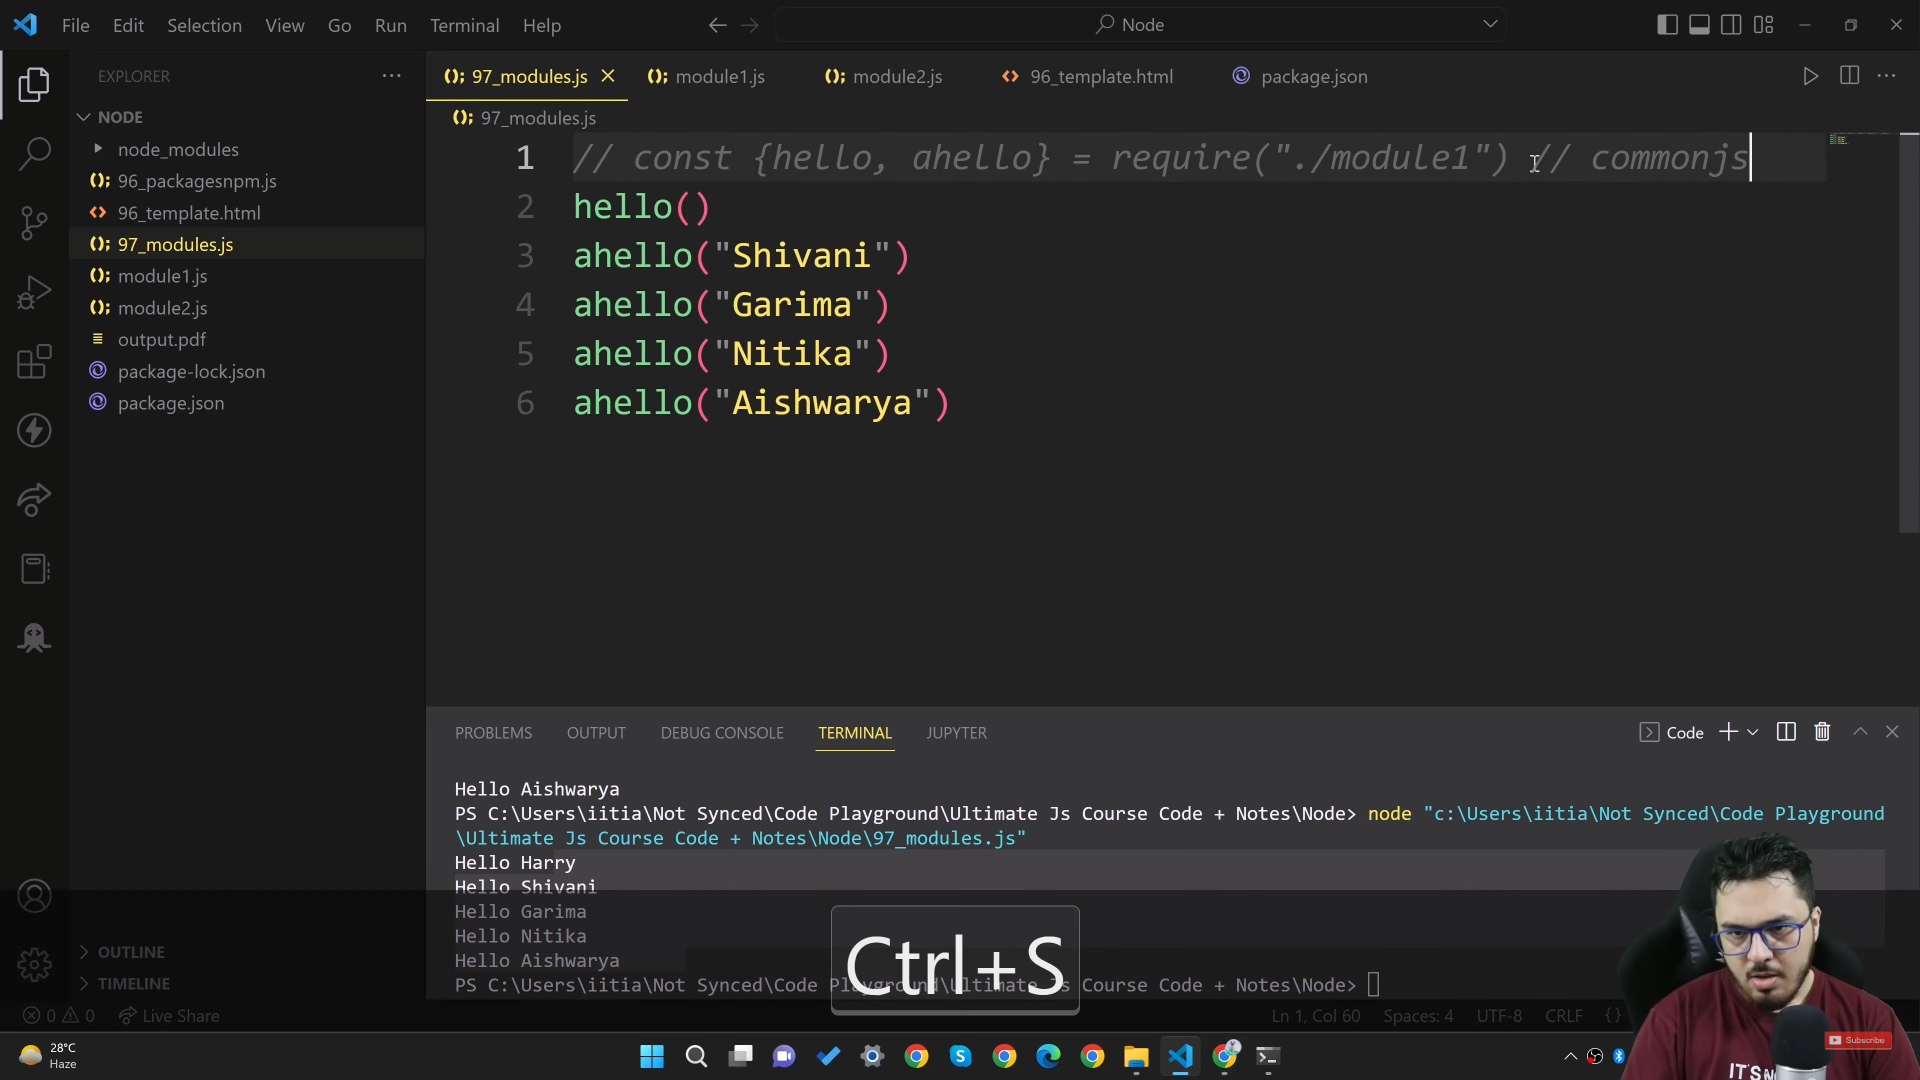 File Edit Selection View Go Run Terminal Help
Node
EXPLORER
NODE
node_modules
96_packagesnpm.js
96_template.html
97_modules.js
module1.js
module2.js
output.pdf
package-lock.json
package.json
OUTLINE
TIMELINE
97_modules.js module1.js module2.js 96_template.html package.json
97_modules.js
1 // const {hello, ahello} = require("./module1") // commonjs
2 hello()
3 ahello("Shivani")
4 ahello("Garima")
5 ahello("Nitika")
6 ahello("Aishwarya")
PROBLEMS OUTPUT DEBUG CONSOLE TERMINAL JUPYTER
Code
Hello Aishwarya
PS C:\Users\iitia\Not Synced\Code Playground\Ultimate Js Course Code + Notes\Node> node "c:\Users\iitia\Not Synced\Code Playground
\Ultimate Js Course Code + Notes\Node\97_modules.js"
Hello Harry
Hello Shivani
Hello Garima
Hello Nitika
Hello Aishwarya
PS C:\Users\iitia\Not Synced\Code Playground\Ultimate Js Course Code + Notes\Node>
Ctrl+S
0 0 Live Share
Ln 1, Col 60 Spaces: 4 UTF-8 CRLF {}
28°C
Haze
Subscribe
IT'S